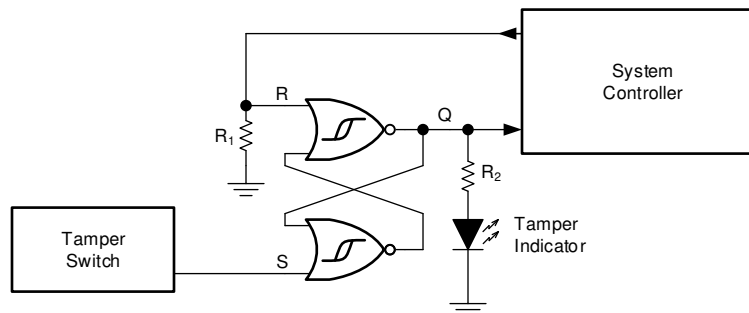 System
Controller
R
Q
R1
R2
Tamper
Switch
S
Tamper
Indicator